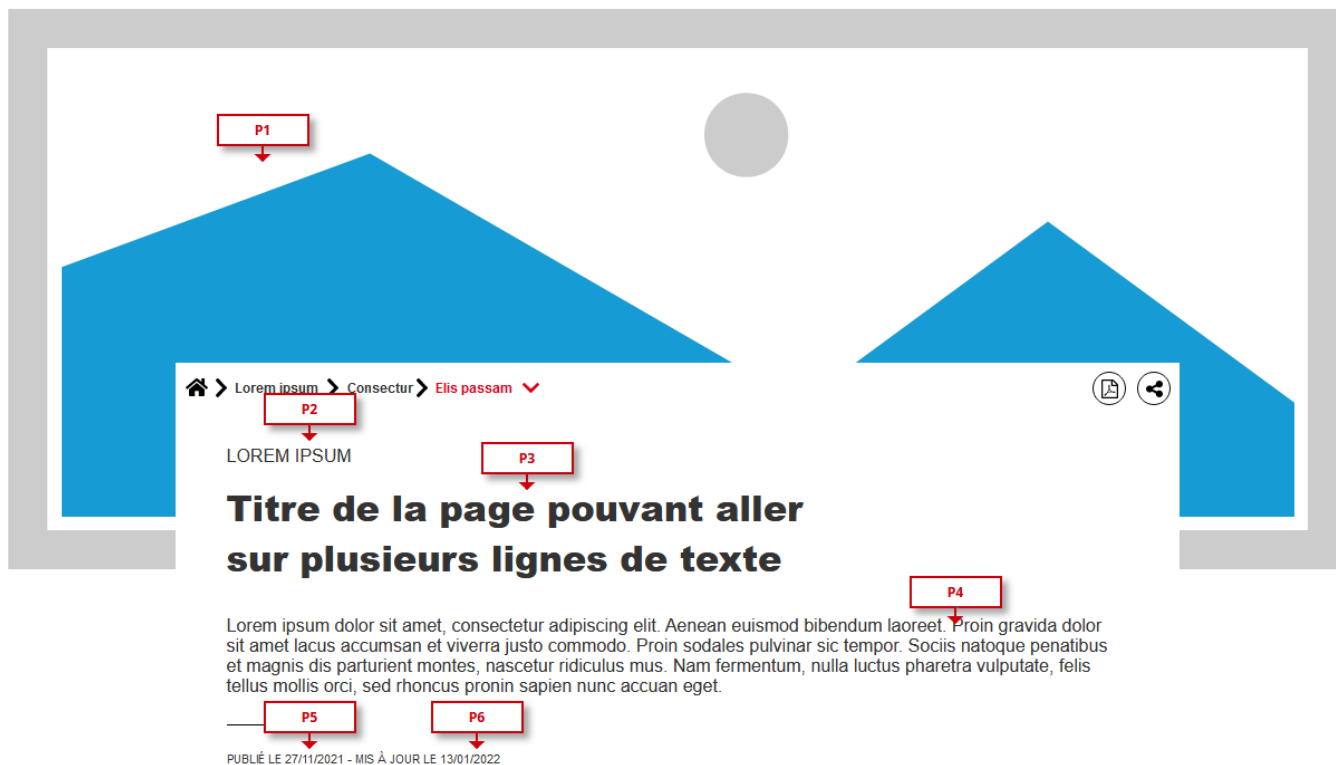 P1
Lorem ipsum Consectur Elis passam
P2
LOREM IPSUM
P3
Titre de la page pouvant aller
sur plusieurs lignes de texte
P4
Lorem ipsum dolor sit amet, consectetur adipiscing elit. Aenean euismod bibendum laoreet. Proin gravida dolor
sit amet lacus accumsan et viverra justo commodo. Proin sodales pulvinar sic tempor. Sociis natoque penatibus
et magnis dis parturient montes, nascetur ridiculus mus. Nam fermentum, nulla luctus pharetra vulputate, felis
tellus mollis orci, sed rhoncus pronin sapien nunc accuan eget.
P5 P6
PUBLIÉ LE 27/11/2021 - MIS À JOUR LE 13/01/2022